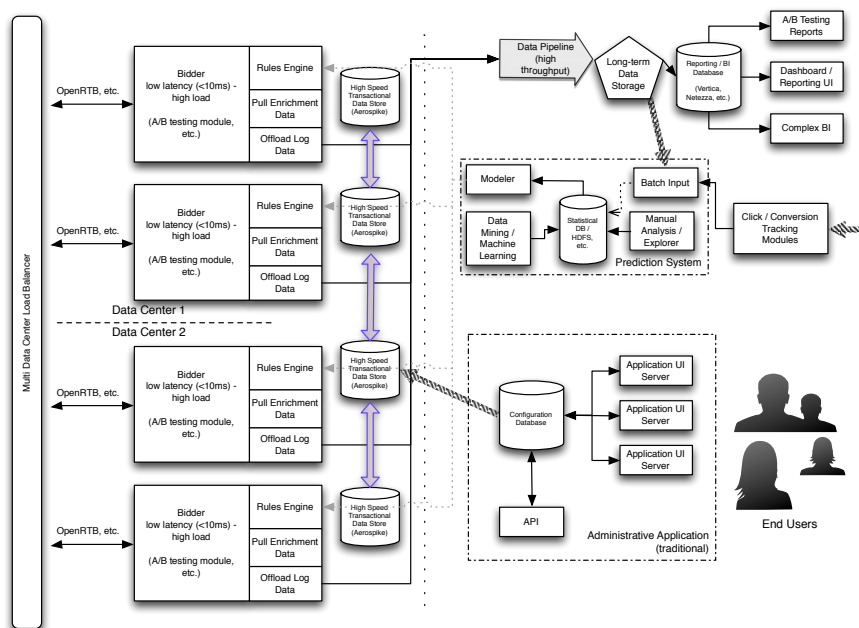 Multi Data Center Load Balancer
OpenRTB, etc.
Bidder
low latency (<10ms) -
high load
(A/B testing module,
etc.)
Rules Engine
Pull Enrichment
Data
Offload Log
Data
High Speed
Transactional
Data Store
(Aerospike)
OpenRTB, etc.
Bidder
low latency (<10ms) -
high load
(A/B testing module,
etc.)
Rules Engine
Pull Enrichment
Data
Offload Log
Data
High Speed
Transactional
Data Store
(Aerospike)
Data Center 1
Data Center 2
OpenRTB, etc.
Bidder
low latency (<10ms) -
high load
(A/B testing module,
etc.)
Rules Engine
Pull Enrichment
Data
Offload Log
Data
High Speed
Transactional
Data Store
(Aerospike)
OpenRTB, etc.
Bidder
low latency (<10ms) -
high load
(A/B testing module,
etc.)
Rules Engine
Pull Enrichment
Data
Offload Log
Data
High Speed
Transactional
Data Store
(Aerospike)
Data Pipeline
(high
throughput)
Long-term
Data
Storage
Reporting / BI
Database
(Vertica,
Netezza, etc.)
A/B Testing
Reports
Dashboard /
Reporting UI
Complex BI
Modeler
Data
Mining /
Machine
Learning
Statistical
DB /
HDFS,
etc.
Batch Input
Manual
Analysis /
Explorer
Prediction System
Click /
Conversion
Tracking
Modules
Configuration
Database
API
Application UI
Server
Application UI
Server
Application UI
Server
Administrative Application
(traditional)
End Users